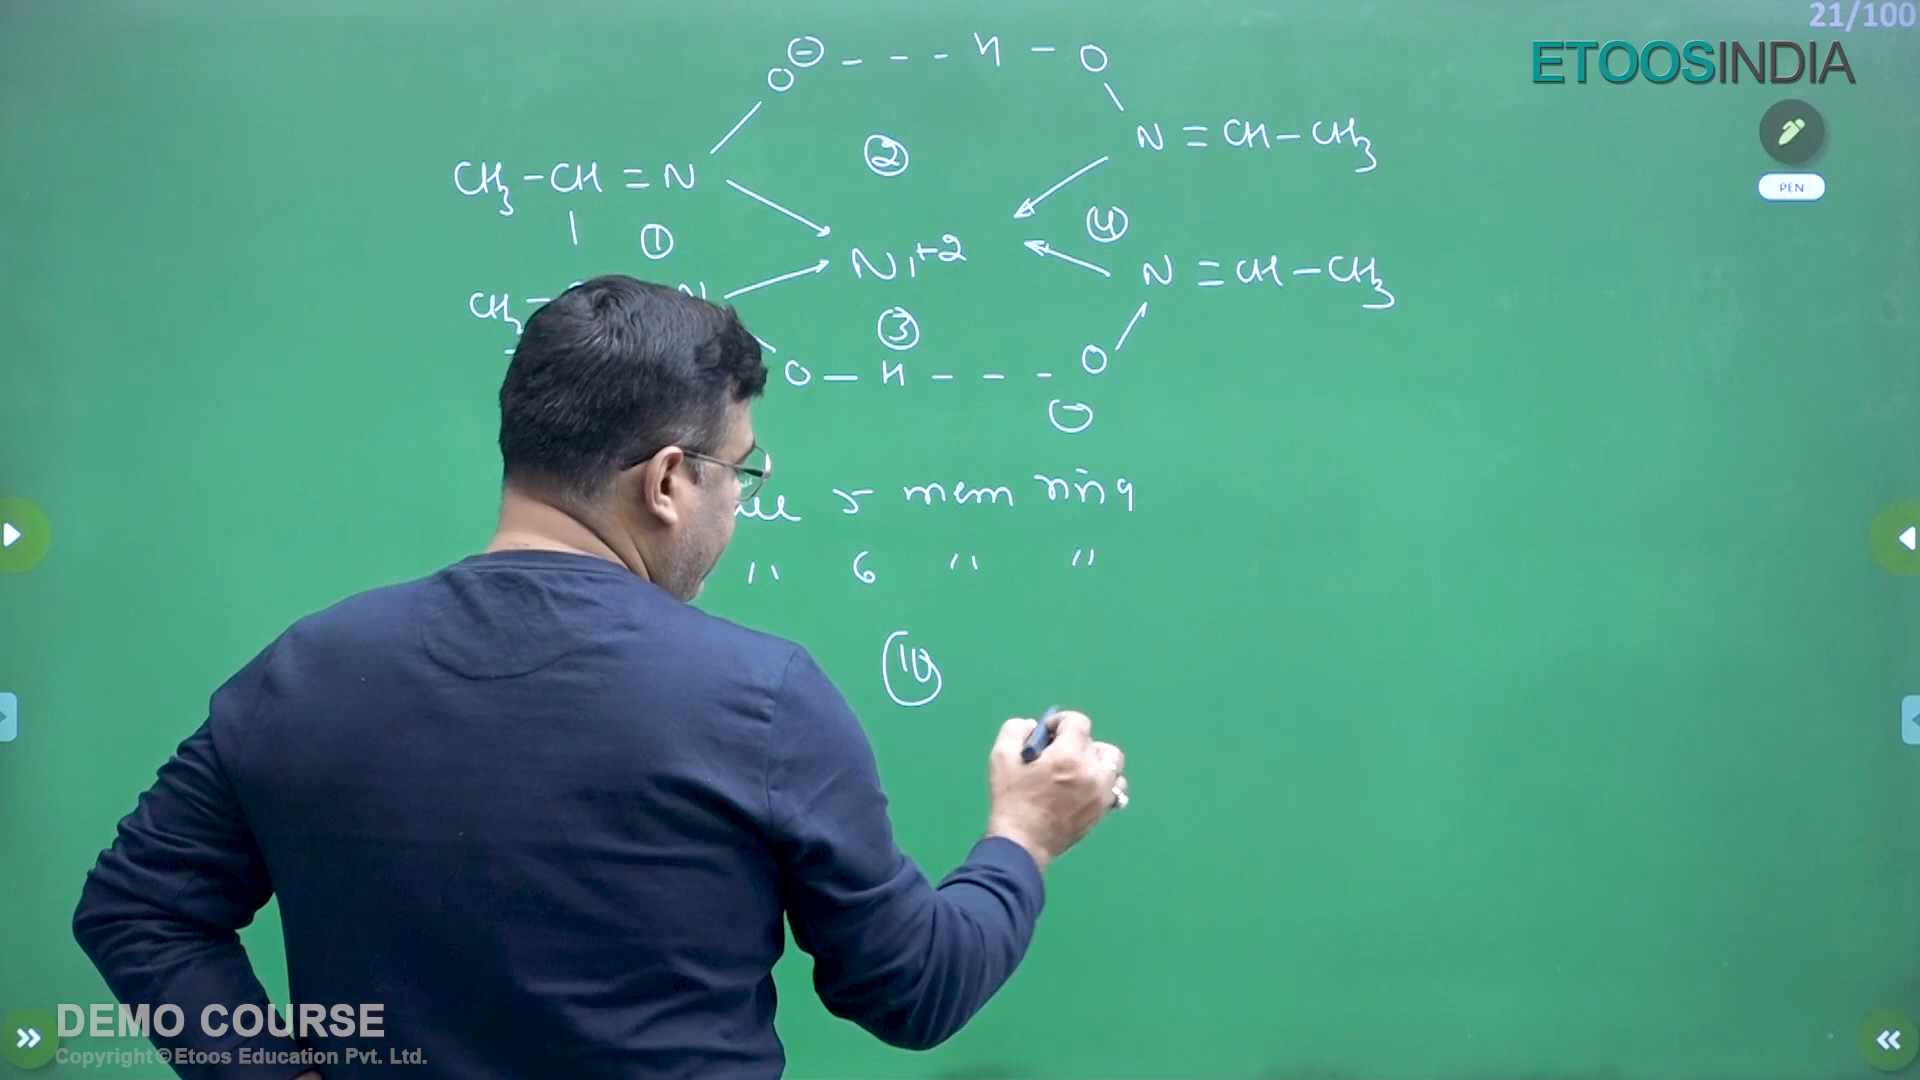 21/100
ETOOSINDIA
PEN
O⊖ - - - H - O
N = CH - CH3
CH3 - CH = N
②
①
④
Ni+2
N = CH - CH3
CH3 -
③
O - H - - - O
⊖
5 mem ring
" 6 " "
DEMO COURSE
Copyright © Etoos Education Pvt. Ltd.